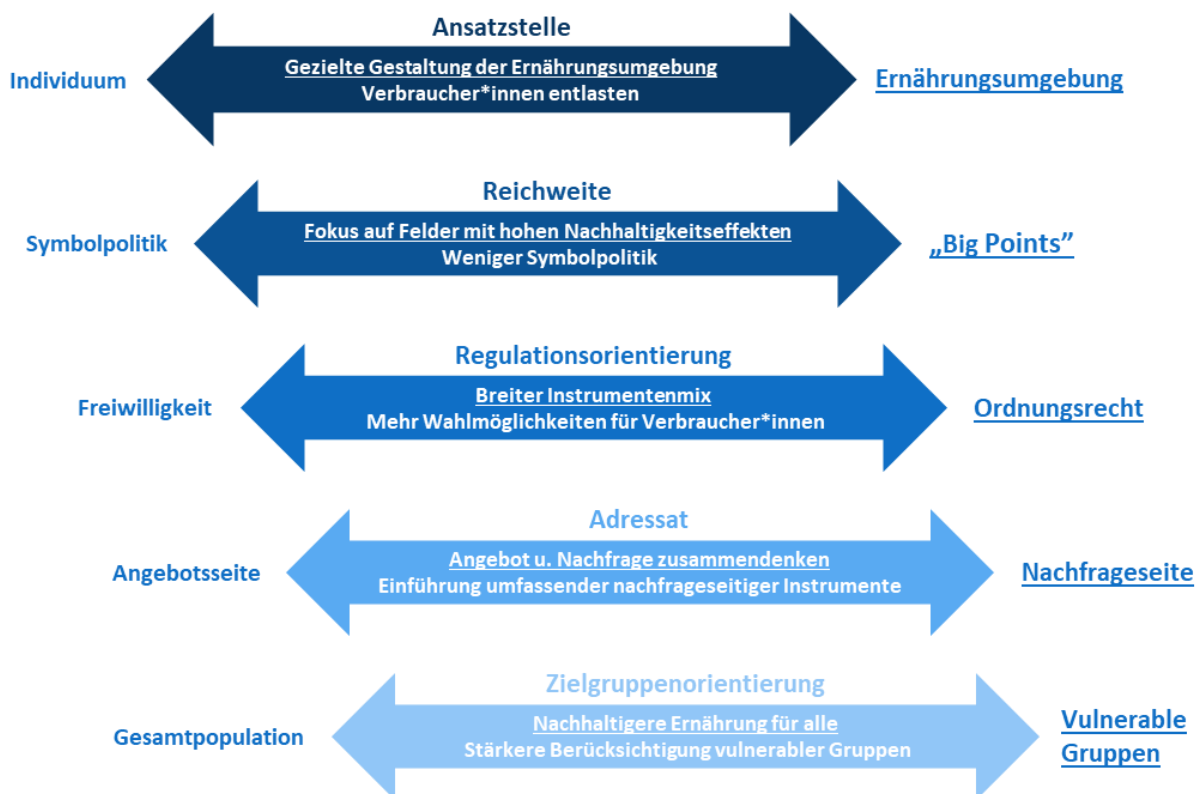 Ansatzstelle
Individuum
Gezielte Gestaltung der Ernährungsumgebung
Verbraucher*innen entlasten
Ernährungsumgebung
Reichweite
Symbolpolitik
Fokus auf Felder mit hohen Nachhaltigkeitseffekten
Weniger Symbolpolitik
„Big Points”
Regulationsorientierung
Freiwilligkeit
Breiter Instrumentenmix
Mehr Wahlmöglichkeiten für Verbraucher*innen
Ordnungsrecht
Adressat
Angebotsseite
Angebot u. Nachfrage zusammendenken
Einführung umfassender nachfrageseitiger Instrumente
Nachfrageseite
Zielgruppenorientierung
Gesamtpopulation
Nachhaltigere Ernährung für alle
Stärkere Berücksichtigung vulnerabler Gruppen
Vulnerable
Gruppen